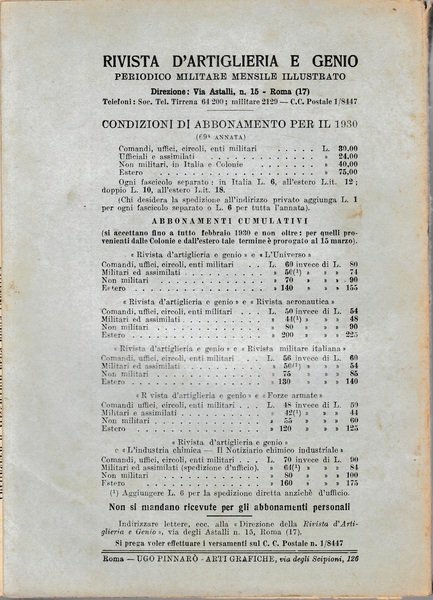 RIVISTA D'ARTIGLIERIA E GENIO
PERIODICO MILITARE MENSILE ILLUSTRATO
Direzione: Via Astalli, n. 15 - Roma (17)
Telefoni: Soc. Tel. Tirrena 64 200; militare 2129 — C.C. Postale 1/8447
CONDIZIONI DI ABBONAMENTO PER IL 1930
(69ª ANNATA)
Comandi, uffici, circoli, enti militari . . . . . . L. 30,00
Ufficiali e assimilati . . . . . . . . . » 24,00
Non militari, in Italia e Colonie . . . . . . » 40,00
Estero . . . . . . . . . . . . » 75,00
Ogni fascicolo separato: in Italia L. 6, all'estero Lit. 12;
doppio L. 10, all'estero Lit. 18.
(Chi desidera la spedizione all'indirizzo privato aggiunga L. 1
per ogni fascicolo separato o L. 6 per tutta l'annata).
ABBONAMENTI CUMULATIVI
(si accettano fino a tutto febbraio 1930 e non oltre: per quelli pro-
venienti dalle Colonie e dall'estero tale termine è prorogato al 15 marzo).
« Rivista d'artiglieria e genio » e « L'Universo »
Comandi, uffici, circoli, enti militari . . . L. 60 invece di L. 80
Militari ed assimilati . . . . . . . » 50(¹) » » » 74
Non militari . . . . . . . . » 70 » » » 90
Estero . . . . . . . . . . » 140 » » » 155
« Rivista d'artiglieria e genio » e « Rivista aeronautica »
Comandi, uffici, circoli, enti militari . . . L. 50 invece di L. 54
Militari ed assimilati . . . . . . . » 44(¹) » » » 48
Non militari . . . . . . . . » 80 » » » 90
Estero . . . . . . . . . . » 200 » » » 225
« Rivista d'artiglieria e genio » e « Rivista militare italiana »
Comandi, uffici, circoli, enti militari . . . L. 56 invece di L. 60
Militari ed assimilati . . . . . . . » 50(¹) » » » 54
Non militari . . . . . . . . » 75 » » » 85
Estero . . . . . . . . . . » 130 » » » 140
« R vista d'artiglieria e genio » e « Forze armate »
Comandi, uffici, circoli, enti militari . . . L. 48 invece di L. 59
Militari e assimilati . . . . . . . » 42(¹) » » » 44
Non militari . . . . . . . . » 55 » » » 60
Estero . . . . . . . . . . » 120 » » » 125
« Rivista d'artiglieria e genio »
e « L'industria chimica — Il Notiziario chimico industriale »
Comandi, uffici, circoli, enti militari . . . L. 70 invece di L. 90
Militari ed assimilati (spedizione d'ufficio). » 64(¹) » » » 84
Non militari . . . . . . . . » 80 » » » 100
Estero . . . . . . . . . . » 160 » » » 175
(¹) Aggiungere L. 6 per la spedizione diretta anzichè d'ufficio.
Non si mandano ricevute per gli abbonamenti personali
Indirizzare lettere, ecc. alla « Direzione della Rivista d'Arti-
glieria e Genio », via degli Astalli n. 15, Roma (17).
Si prega voler effettuare i versamenti sul C. C. Postale n. 1/8447
Roma — UGO PINNARÒ - ARTI GRAFICHE, via degli Scipioni, 126